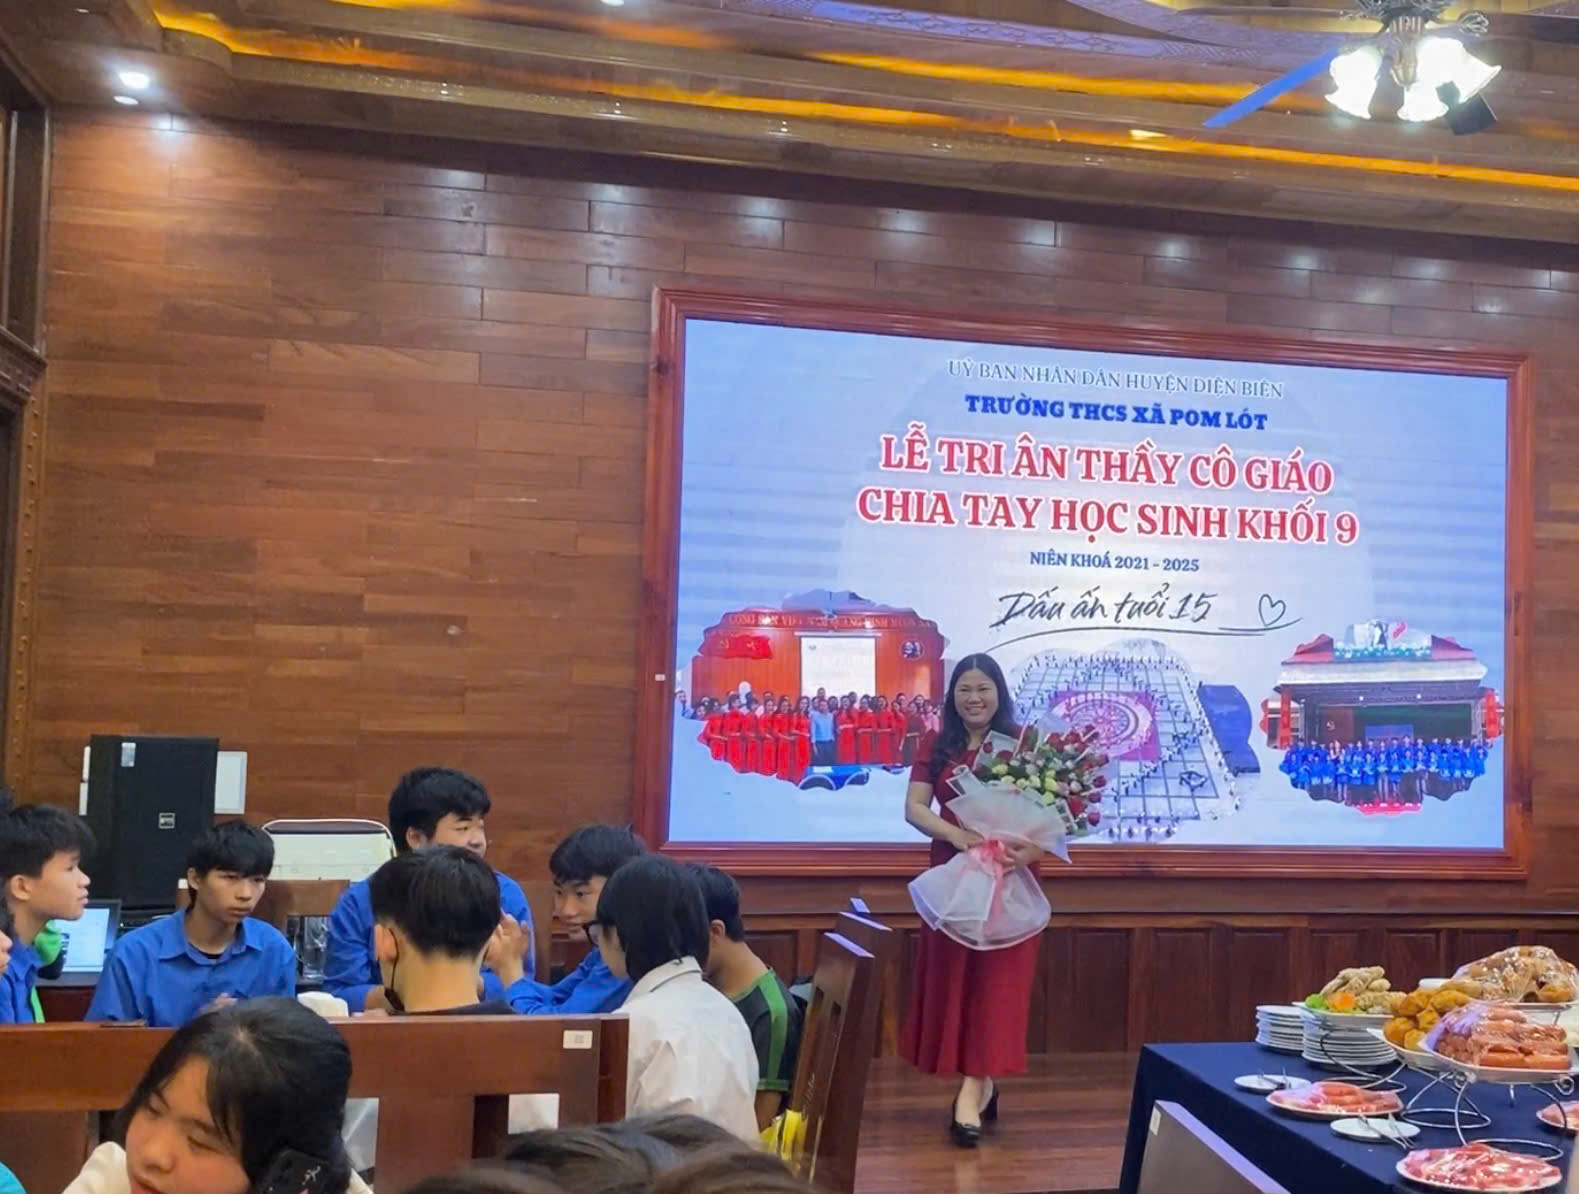 UỶ BAN NHÂN DÂN HUYỆN ĐIỆN BIÊN
TRƯỜNG THCS XÃ POM LÓT
LỄ TRI ÂN THẦY CÔ GIÁO
CHIA TAY HỌC SINH KHỐI 9
NIÊN KHOÁ 2021 - 2025
Dấu ấn tuổi 15